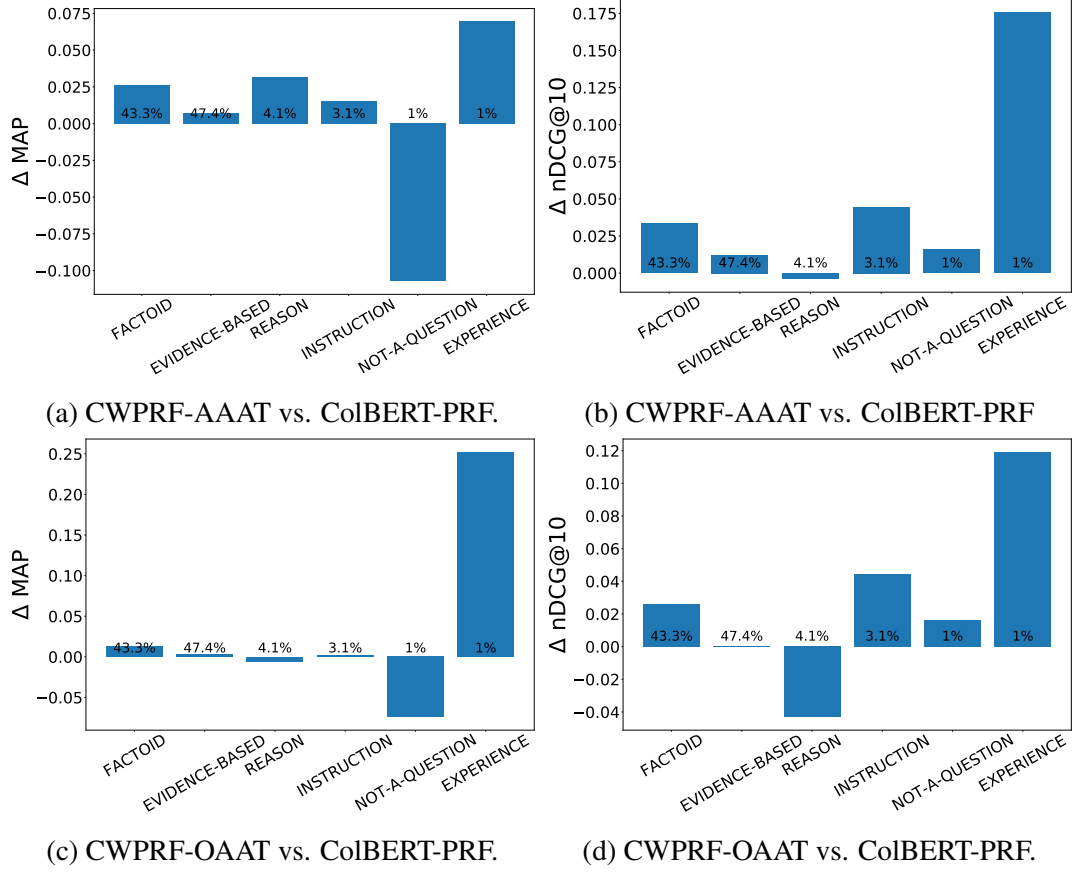 0.075
0.050
0.025
0.000
−0.025
−0.050
−0.075
−0.100
Δ MAP
43.3%
47.4%
4.1%
3.1%
1%
1%
FACTOID
EVIDENCE-BASED
REASON
INSTRUCTION
NOT-A-QUESTION
EXPERIENCE
(a) CWPRF-AAAT vs. ColBERT-PRF.
0.175
0.150
0.125
0.100
0.075
0.050
0.025
0.000
Δ nDCG@10
43.3%
47.4%
4.1%
3.1%
1%
1%
FACTOID
EVIDENCE-BASED
REASON
INSTRUCTION
NOT-A-QUESTION
EXPERIENCE
(b) CWPRF-AAAT vs. ColBERT-PRF
0.25
0.20
0.15
0.10
0.05
0.00
−0.05
Δ MAP
43.3%
47.4%
4.1%
3.1%
1%
1%
FACTOID
EVIDENCE-BASED
REASON
INSTRUCTION
NOT-A-QUESTION
EXPERIENCE
(c) CWPRF-OAAT vs. ColBERT-PRF.
0.12
0.10
0.08
0.06
0.04
0.02
0.00
−0.02
−0.04
Δ nDCG@10
43.3%
47.4%
4.1%
3.1%
1%
1%
FACTOID
EVIDENCE-BASED
REASON
INSTRUCTION
NOT-A-QUESTION
EXPERIENCE
(d) CWPRF-OAAT vs. ColBERT-PRF.